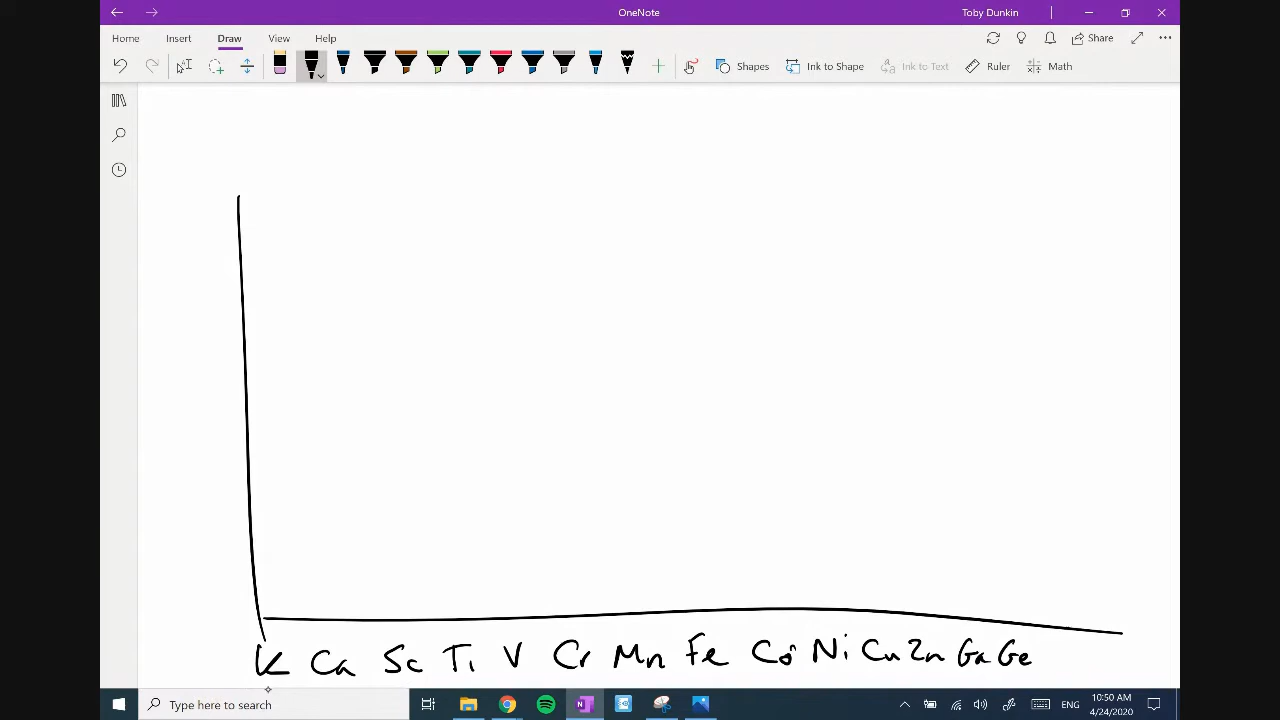 OneNote
Toby Dunkin
Home Insert Draw View Help
Share
Shapes Ink to Shape Ink to Text Ruler Math
K Ca Sc Ti V Cr Mn Fe Co Ni Cu Zn Ga Ge
Type here to search
ENG
10:50 AM
4/24/2020